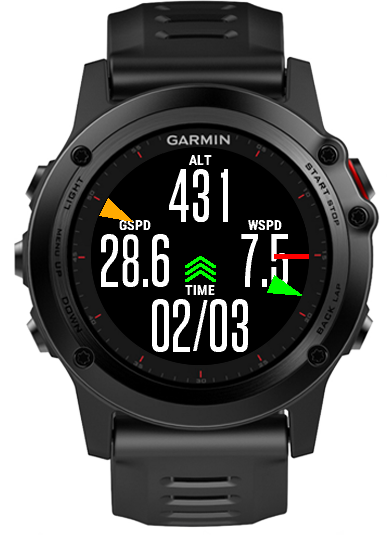 GARMIN
ALT
431
GSPD
WSPD
28.6
7.5
TIME
02/03
LIGHT
START STOP
MENU UP
DOWN
BACK LAP
30